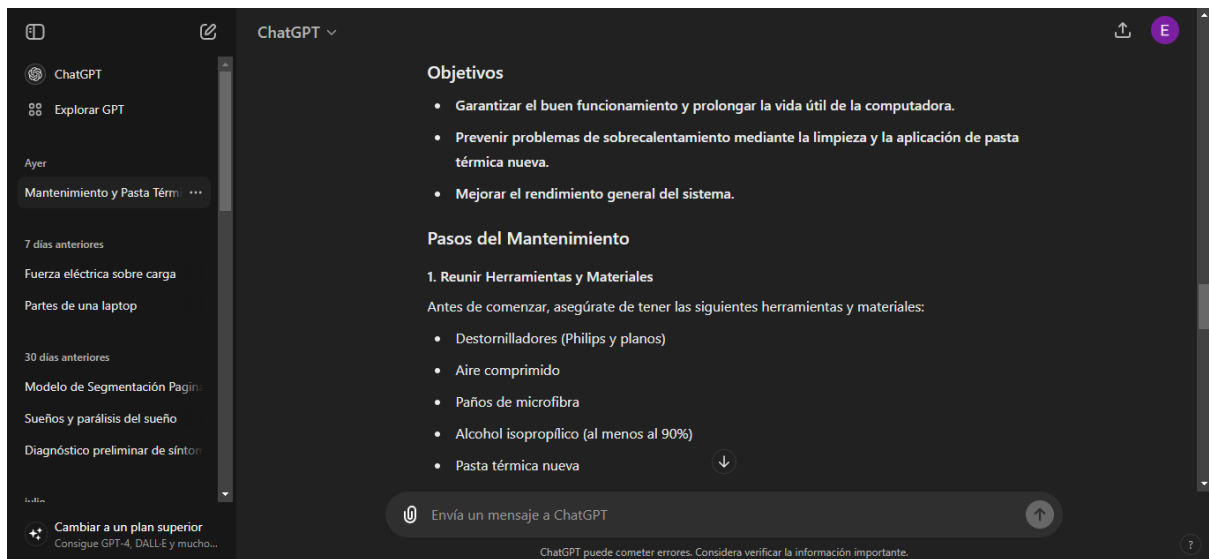 ChatGPT
E
ChatGPT
Explorar GPT
Ayer
Mantenimiento y Pasta Térm
7 días anteriores
Fuerza eléctrica sobre carga
Partes de una laptop
30 días anteriores
Modelo de Segmentación Pagin
Sueños y parálisis del sueño
Diagnóstico preliminar de sínton
julio
Cambiar a un plan superior
Consigue GPT-4, DALL·E y mucho...
Objetivos
• Garantizar el buen funcionamiento y prolongar la vida útil de la computadora.
• Prevenir problemas de sobrecalentamiento mediante la limpieza y la aplicación de pasta
térmica nueva.
• Mejorar el rendimiento general del sistema.
Pasos del Mantenimiento
1. Reunir Herramientas y Materiales
Antes de comenzar, asegúrate de tener las siguientes herramientas y materiales:
• Destornilladores (Philips y planos)
• Aire comprimido
• Paños de microfibra
• Alcohol isopropílico (al menos al 90%)
• Pasta térmica nueva
Envía un mensaje a ChatGPT
ChatGPT puede cometer errores. Considera verificar la información importante.
?